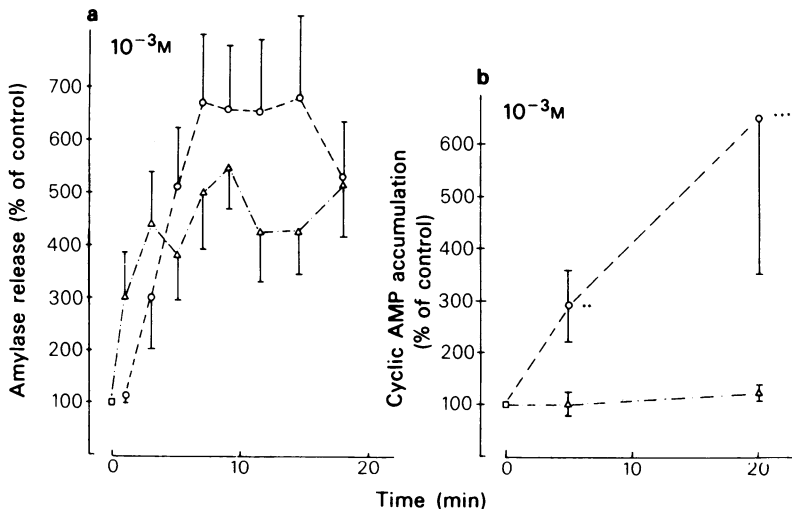 a
10⁻³M
Amylase release (% of control)
700
600
500
400
300
200
100
0
10
20
b
10⁻³M
Cyclic AMP accumulation
(% of control)
600
500
400
300
200
100
0
10
20
Time (min)